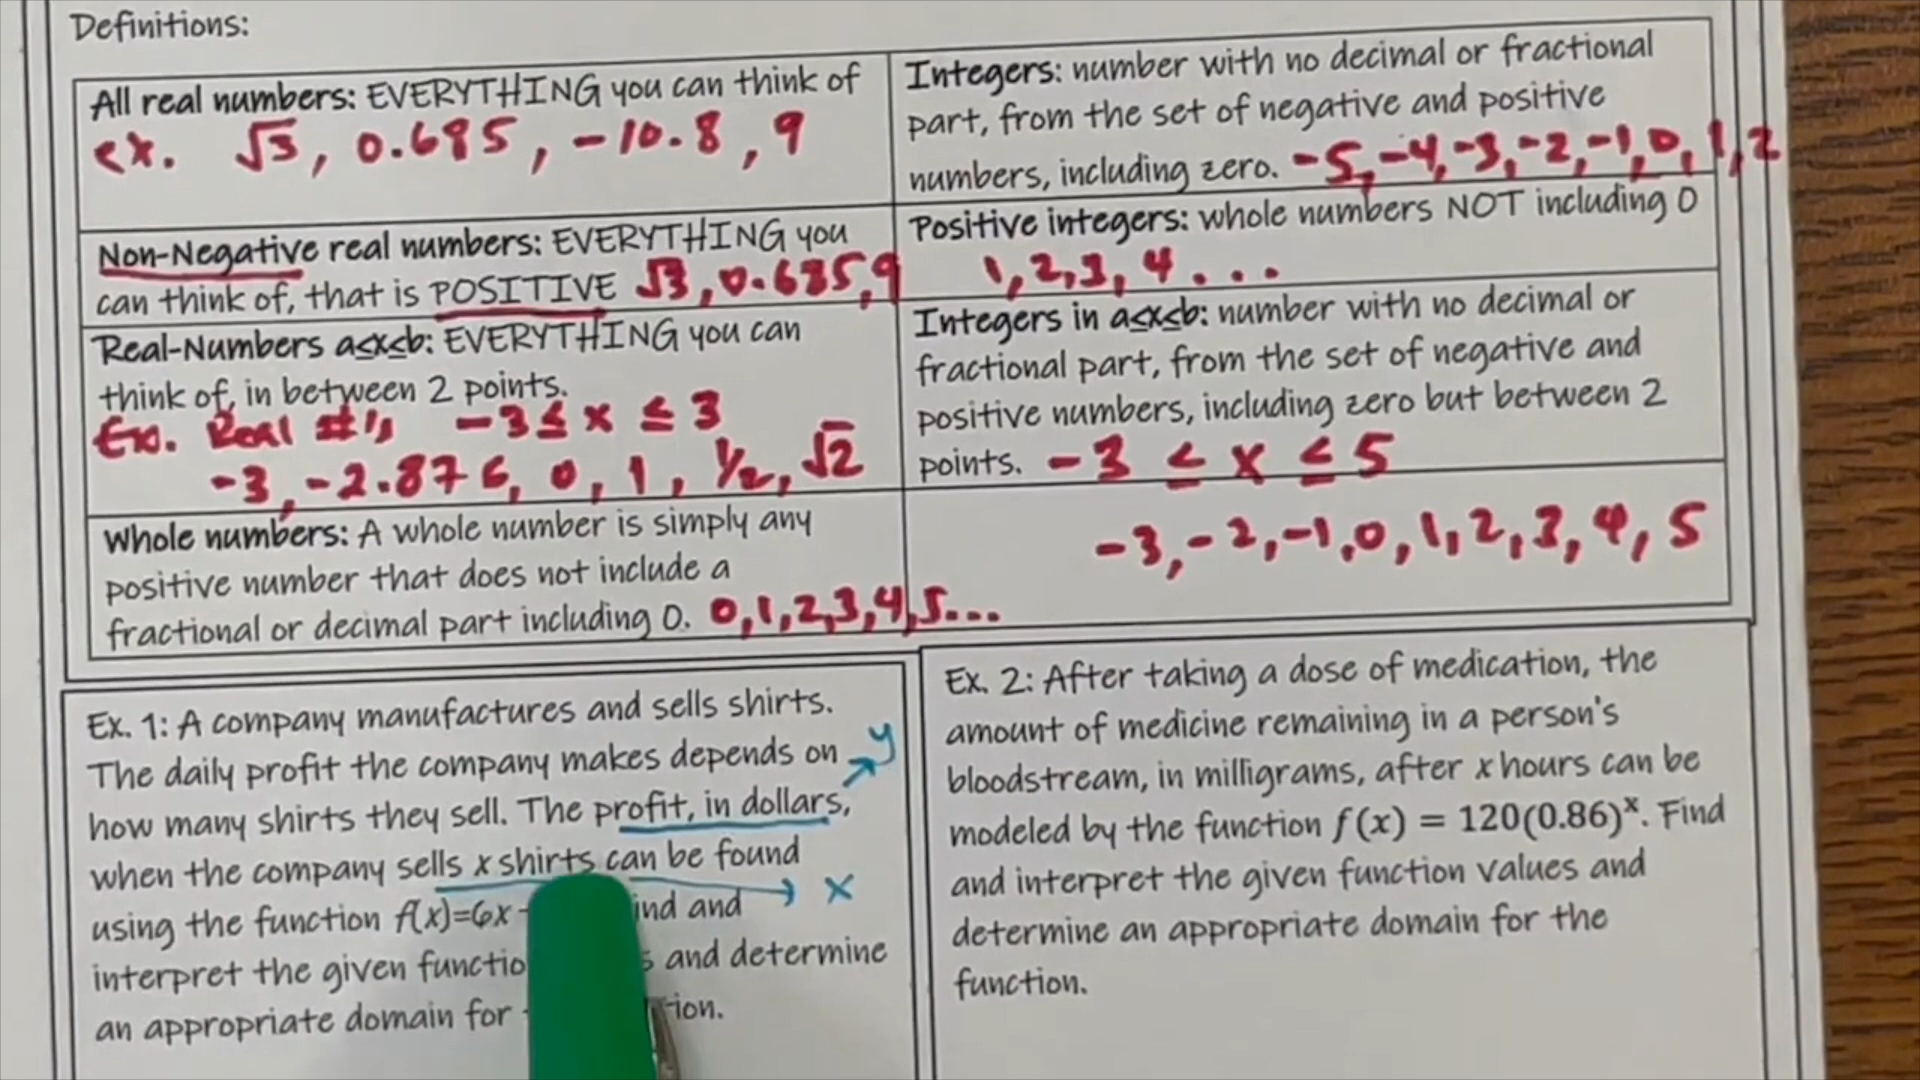 Definitions:
All real numbers: EVERYTHING you can think of
ex. √3, 0.685, -10.8, 9
Non-Negative real numbers: EVERYTHING you
can think of, that is POSITIVE √3, 0.685, 9
Real-Numbers a≤x≤b: EVERYTHING you can
think of, in between 2 points.
Ex. Real #'s -3 ≤ x ≤ 3
-3, -2.876, 0, 1, 1/2, √2
Whole numbers: A whole number is simply any
positive number that does not include a
fractional or decimal part including 0. 0,1,2,3,4,5...
Integers: number with no decimal or fractional
part, from the set of negative and positive
numbers, including zero. -5,-4,-3,-2,-1,0,1,2
Positive integers: whole numbers NOT including 0
1,2,3,4...
Integers in a≤x≤b: number with no decimal or
fractional part, from the set of negative and
positive numbers, including zero but between 2
points. -3 ≤ x ≤ 5
-3,-2,-1,0,1,2,3,4,5
Ex. 1: A company manufactures and sells shirts.
The daily profit the company makes depends on y
how many shirts they sell. The profit, in dollars,
when the company sells x shirts can be found
x
using the function f(x)=6x and
interpret the given and determine
an appropriate domain for
Ex. 2: After taking a dose of medication, the
amount of medicine remaining in a person's
bloodstream, in milligrams, after x hours can be
modeled by the function f(x) = 120(0.86)ˣ. Find
and interpret the given function values and
determine an appropriate domain for the
function.